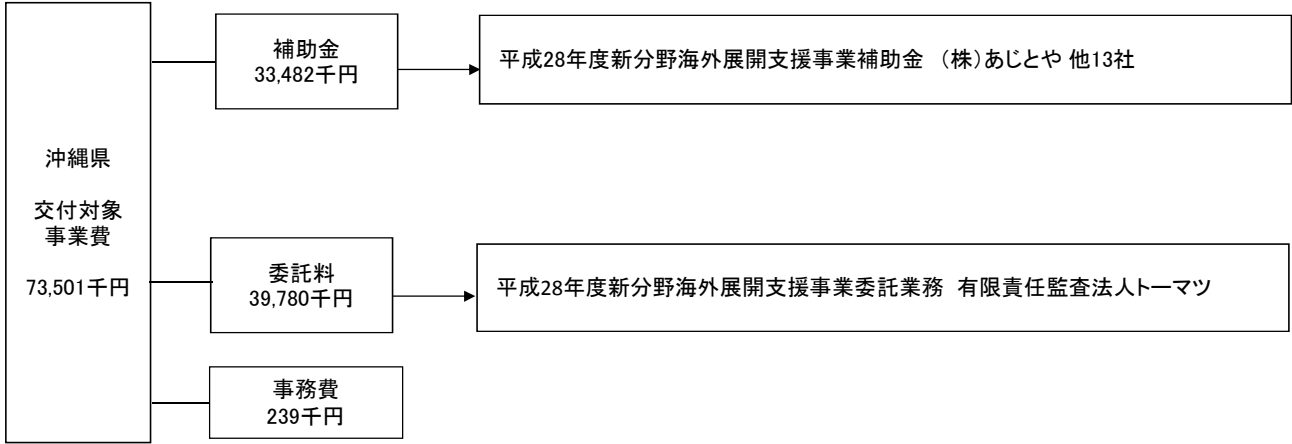 沖縄県
交付対象
事業費
73,501千円
補助金
33,482千円
平成28年度新分野海外展開支援事業補助金 （株）あじとや 他13社
委託料
39,780千円
平成28年度新分野海外展開支援事業委託業務 有限責任監査法人トーマツ
事務費
239千円